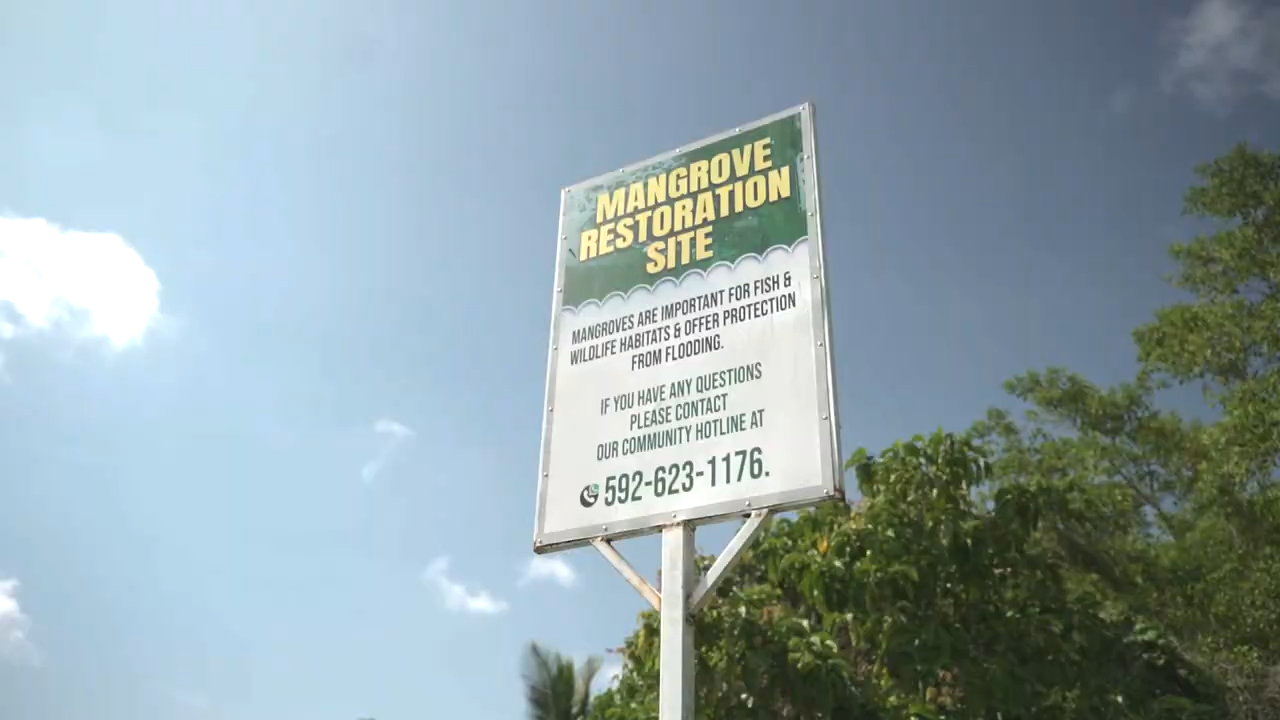 MANGROVE
RESTORATION
SITE
MANGROVES ARE IMPORTANT FOR FISH &
WILDLIFE HABITATS & OFFER PROTECTION
FROM FLOODING.
IF YOU HAVE ANY QUESTIONS
PLEASE CONTACT
OUR COMMUNITY HOTLINE AT
592-623-1176.